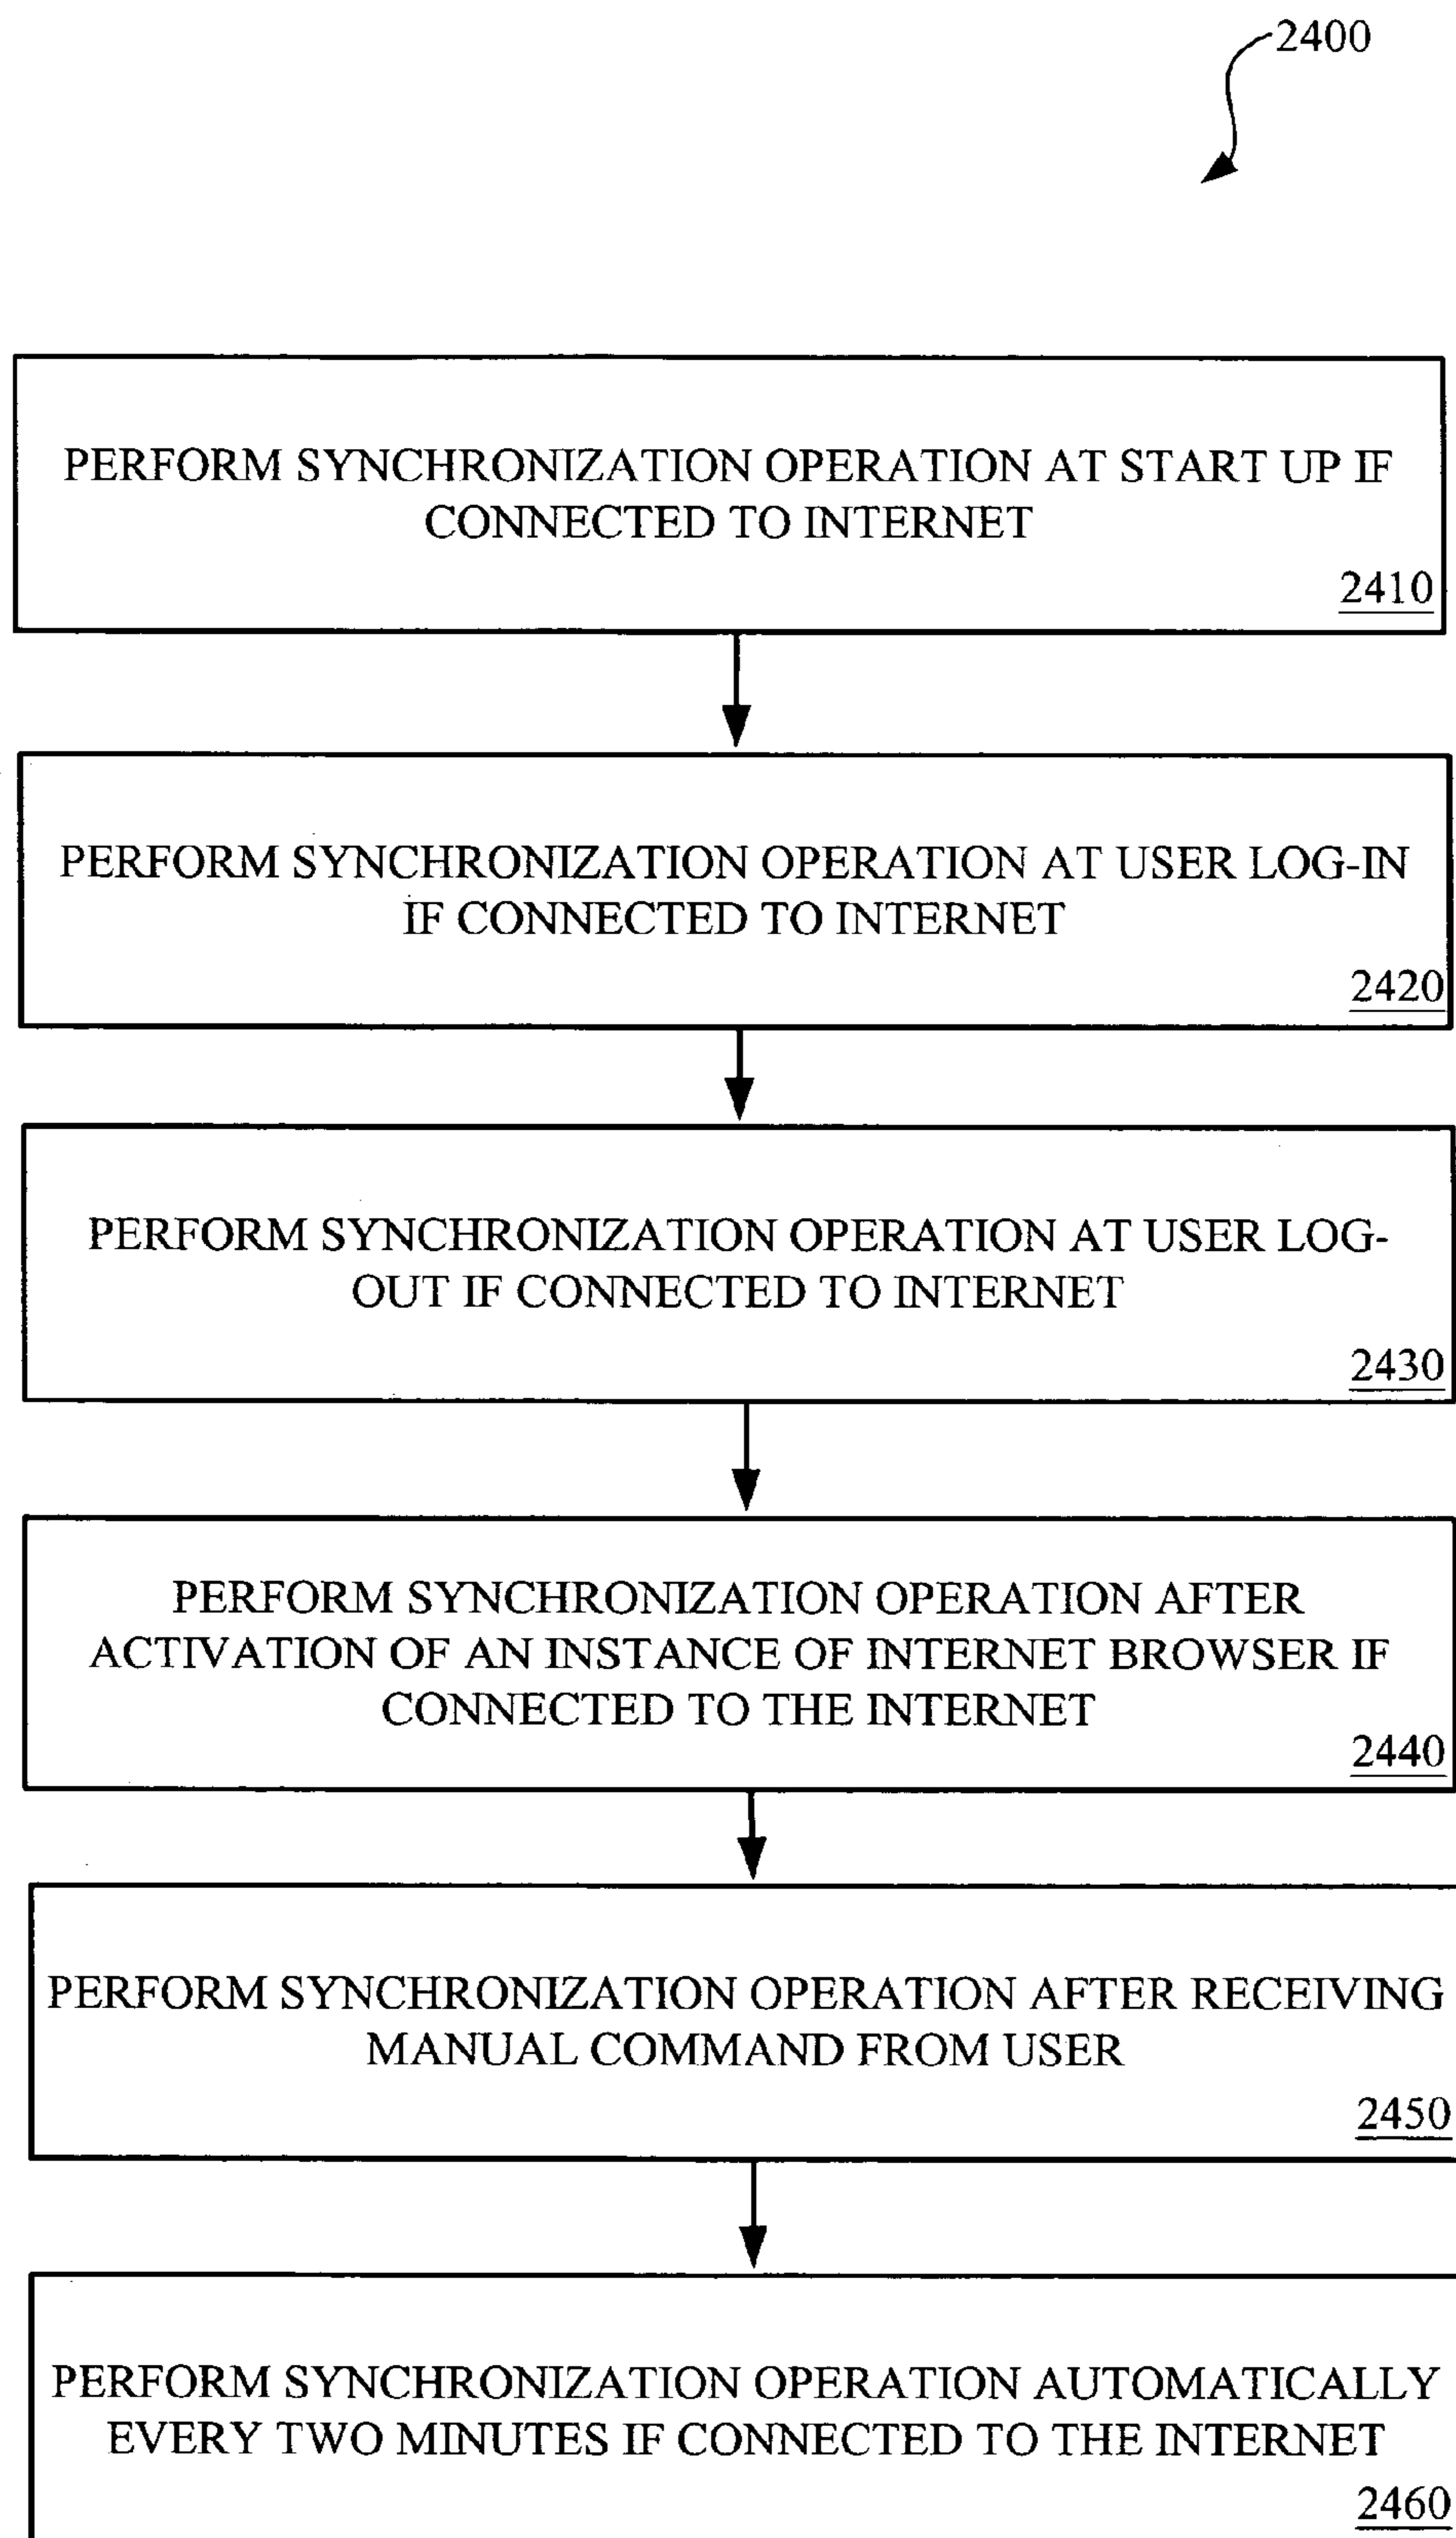 2400
PERFORM SYNCHRONIZATION OPERATION AT START UP IF
CONNECTED TO INTERNET
2410
PERFORM SYNCHRONIZATION OPERATION AT USER LOG-IN
IF CONNECTED TO INTERNET
2420
PERFORM SYNCHRONIZATION OPERATION AT USER LOG-
OUT IF CONNECTED TO INTERNET
2430
PERFORM SYNCHRONIZATION OPERATION AFTER
ACTIVATION OF AN INSTANCE OF INTERNET BROWSER IF
CONNECTED TO THE INTERNET
2440
PERFORM SYNCHRONIZATION OPERATION AFTER RECEIVING
MANUAL COMMAND FROM USER
2450
PERFORM SYNCHRONIZATION OPERATION AUTOMATICALLY
EVERY TWO MINUTES IF CONNECTED TO THE INTERNET
2460